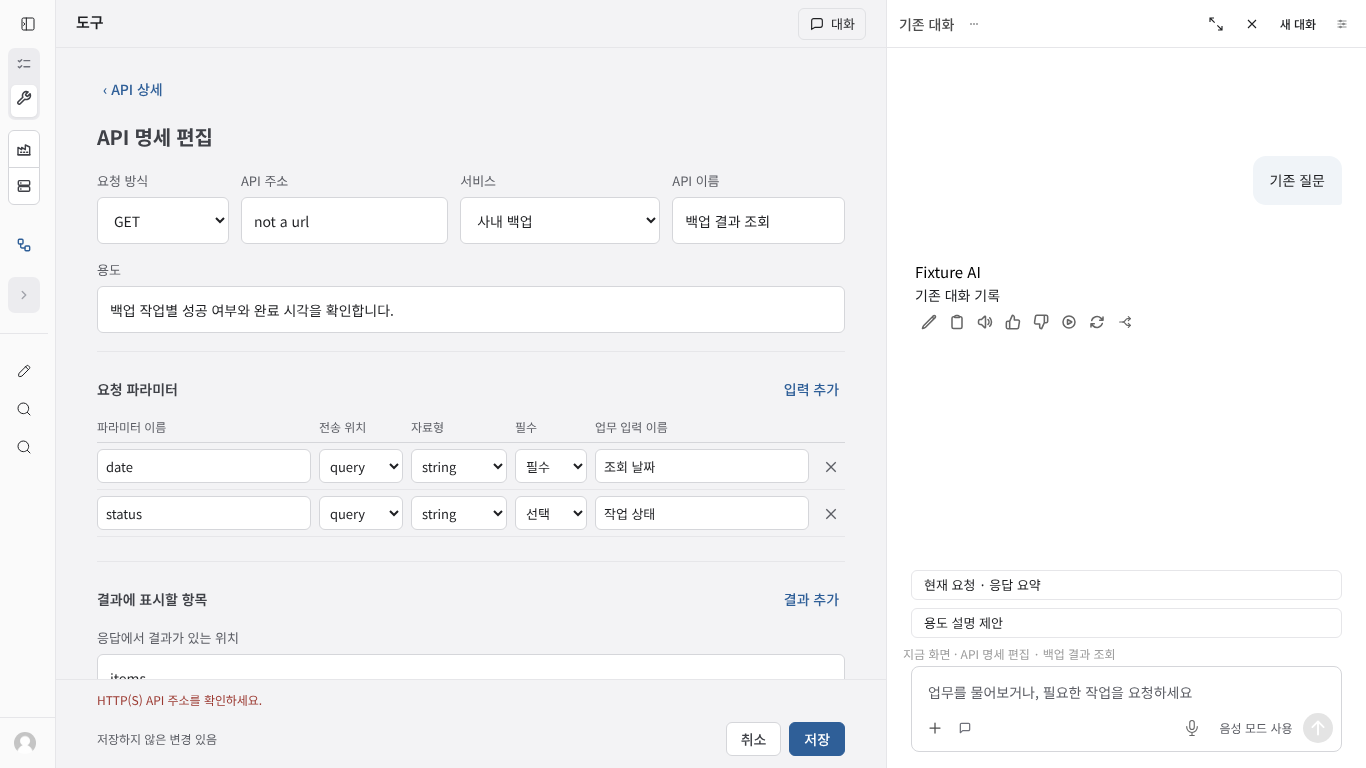 도구
대화
‹ API 상세
API 명세 편집
요청 방식 API 주소 서비스 API 이름
GET not a url 사내 백업 백업 결과 조회
용도
백업 작업별 성공 여부와 완료 시각을 확인합니다.
요청 파라미터 입력 추가
파라미터 이름 전송 위치 자료형 필수 업무 입력 이름
date query string 필수 조회 날짜
status query string 선택 작업 상태
결과에 표시할 항목 결과 추가
응답에서 결과가 있는 위치
items
HTTP(S) API 주소를 확인하세요.
저장하지 않은 변경 있음 취소 저장
기존 대화 새 대화
기존 질문
Fixture AI
기존 대화 기록
현재 요청 · 응답 요약
용도 설명 제안
지금 화면 · API 명세 편집 · 백업 결과 조회
업무를 물어보거나, 필요한 작업을 요청하세요
음성 모드 사용